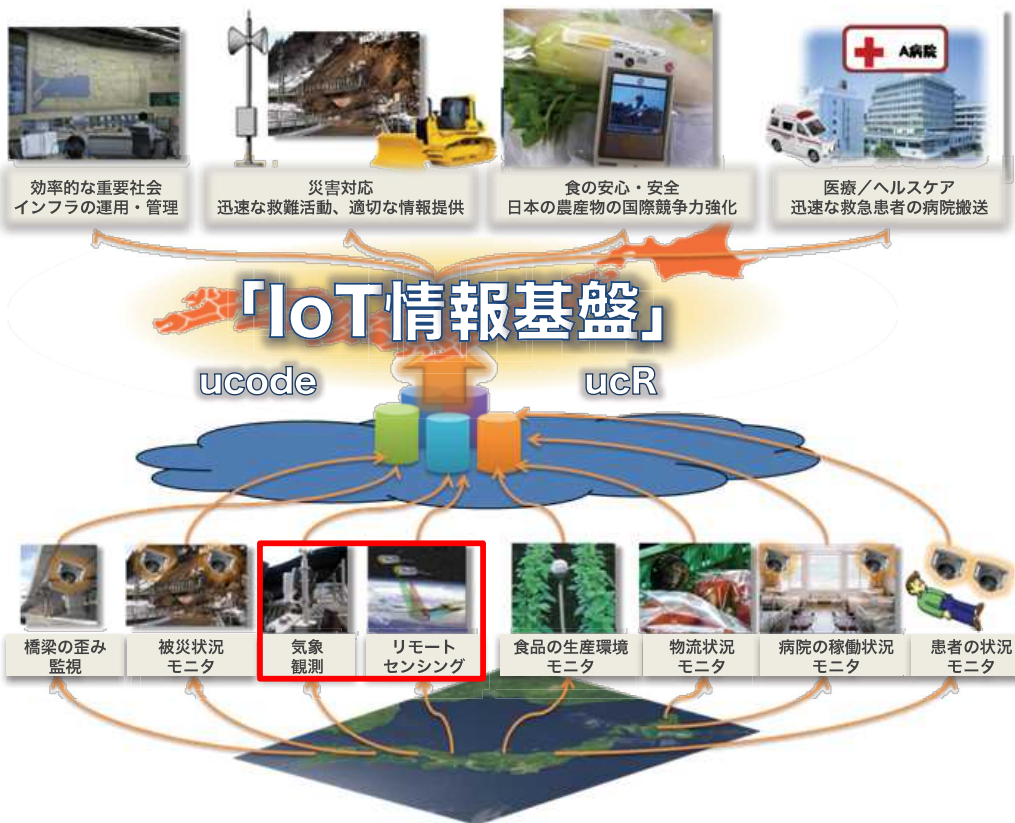 A病院
効率的な重要社会
インフラの運用・管理
災害対応
迅速な救難活動、適切な情報提供
食の安心・安全
日本の農産物の国際競争力強化
医療／ヘルスケア
迅速な救急患者の病院搬送
「IoT情報基盤」
ucode
ucR
橋梁の歪み
監視
被災状況
モニタ
気象
観測
リモート
センシング
食品の生産環境
モニタ
物流状況
モニタ
病院の稼働状況
モニタ
患者の状況
モニタ